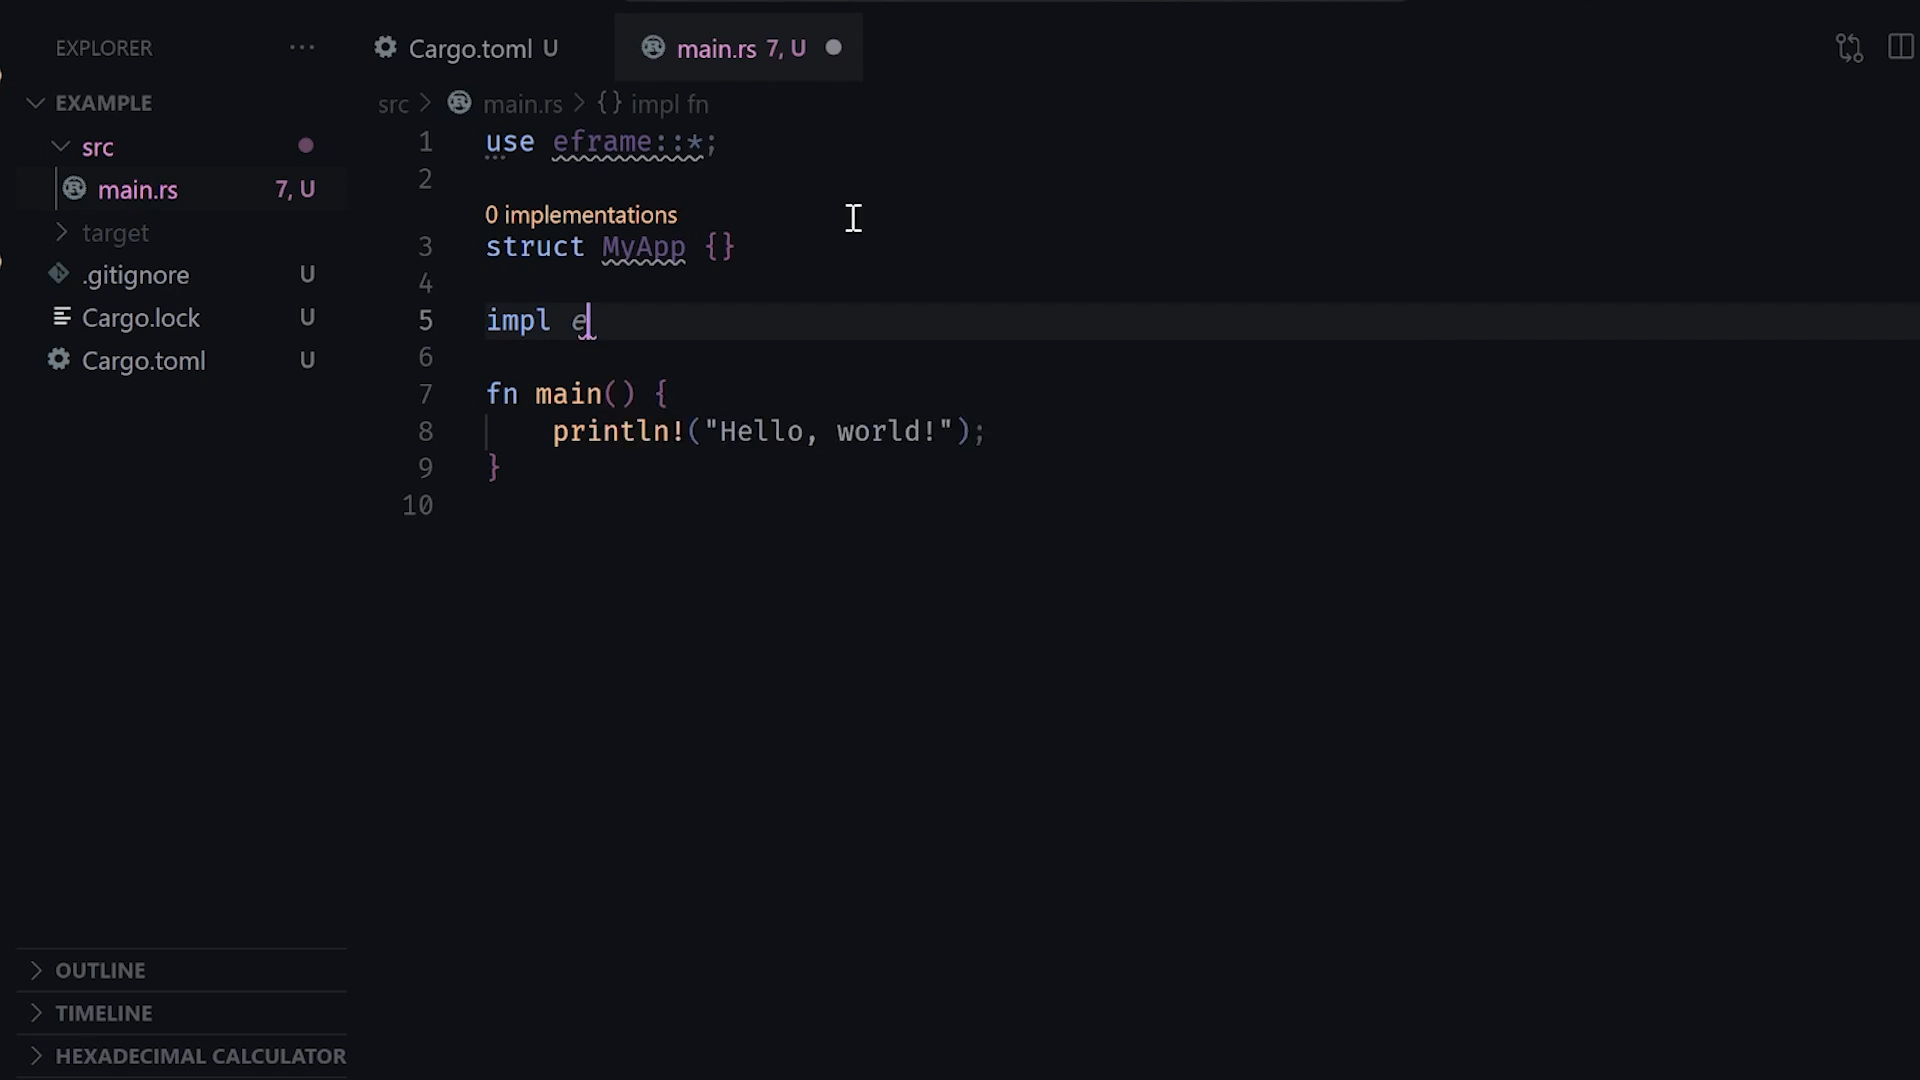 EXPLORER ···
EXAMPLE
src
main.rs 7, U
target
.gitignore U
Cargo.lock U
Cargo.toml U
OUTLINE
TIMELINE
HEXADECIMAL CALCULATOR
Cargo.toml U
main.rs 7, U
src > main.rs > {} impl fn
1 use eframe::*;
2
0 implementations
3 struct MyApp {}
4
5 impl e
6
7 fn main() {
8 println!("Hello, world!");
9 }
10